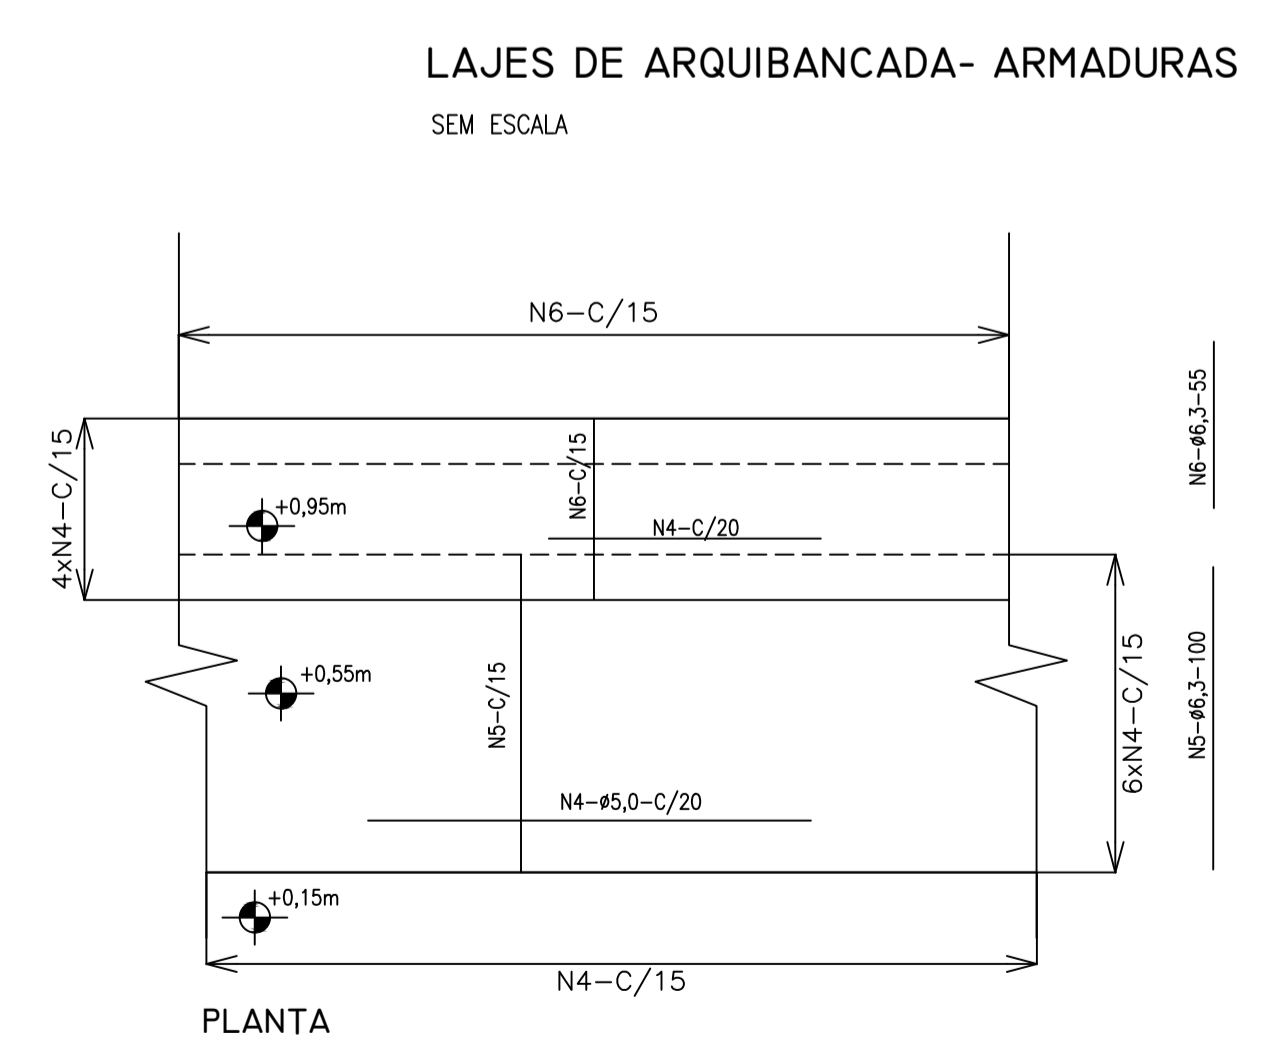 LAJES DE ARQUIBANCADA- ARMADURAS
SEM ESCALA
N6-C/15
N6-ø6,3-55
4xN4-C/15
N6-C/15
+0,95m
N4-C/20
+0,55m
N5-C/15
6xN4-C/15
N5-ø6,3-100
N4-ø5,0-C/20
+0,15m
N4-C/15
PLANTA